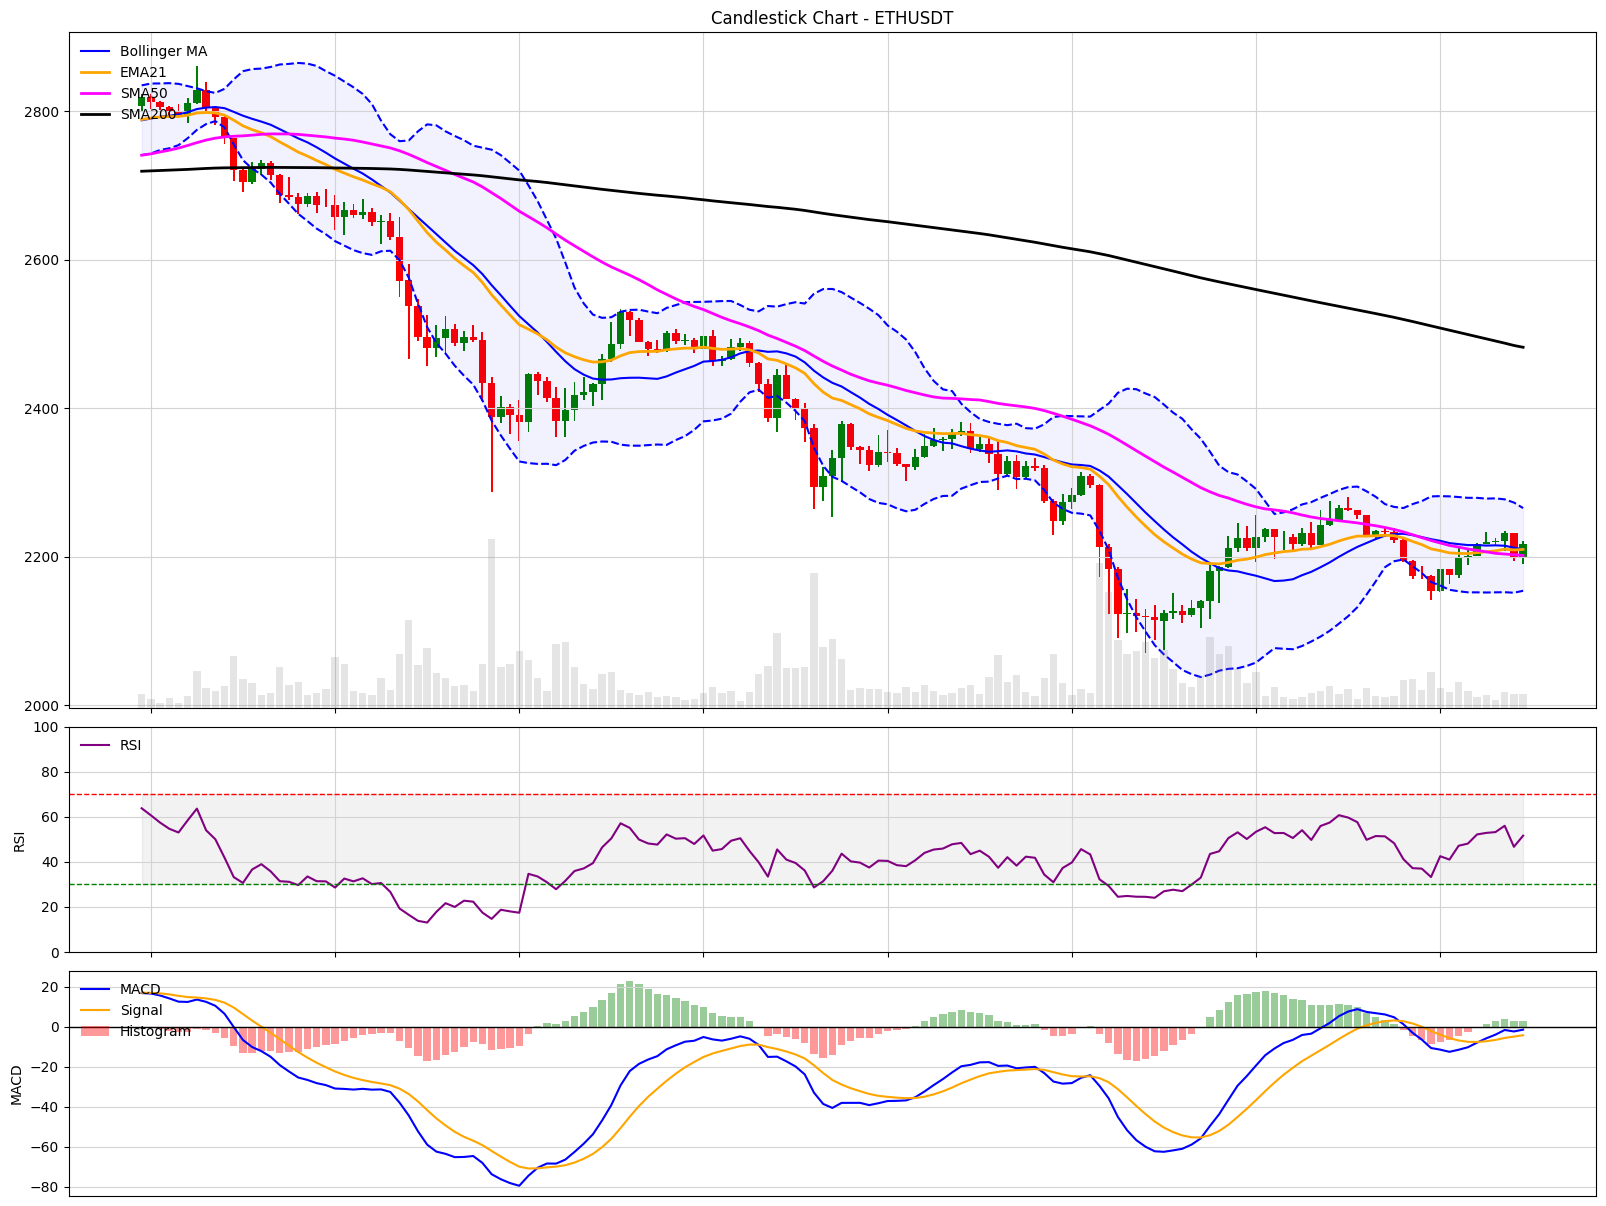 Candlestick Chart - ETHUSDT
Bollinger MA
EMA21
SMA50
SMA200
2800
2600
2400
2200
2000
100
80
60
40
20
0
RSI
RSI
20
0
−20
−40
−60
−80
MACD
MACD
Signal
Histogram